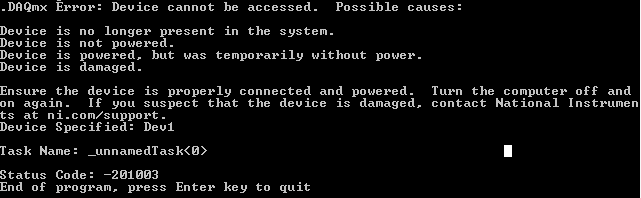 .DAQmx Error: Device cannot be accessed.  Possible causes:
Device is no longer present in the system.
Device is not powered.
Device is powered, but was temporarily without power.
Device is damaged.
Ensure the device is properly connected and powered.  Turn the computer off and
on again.  If you suspect that the device is damaged, contact National Instrumen
ts at ni.com/support.
Device Specified: Dev1
Task Name: _unnamedTask<0>
Status Code: -201003
End of program, press Enter key to quit